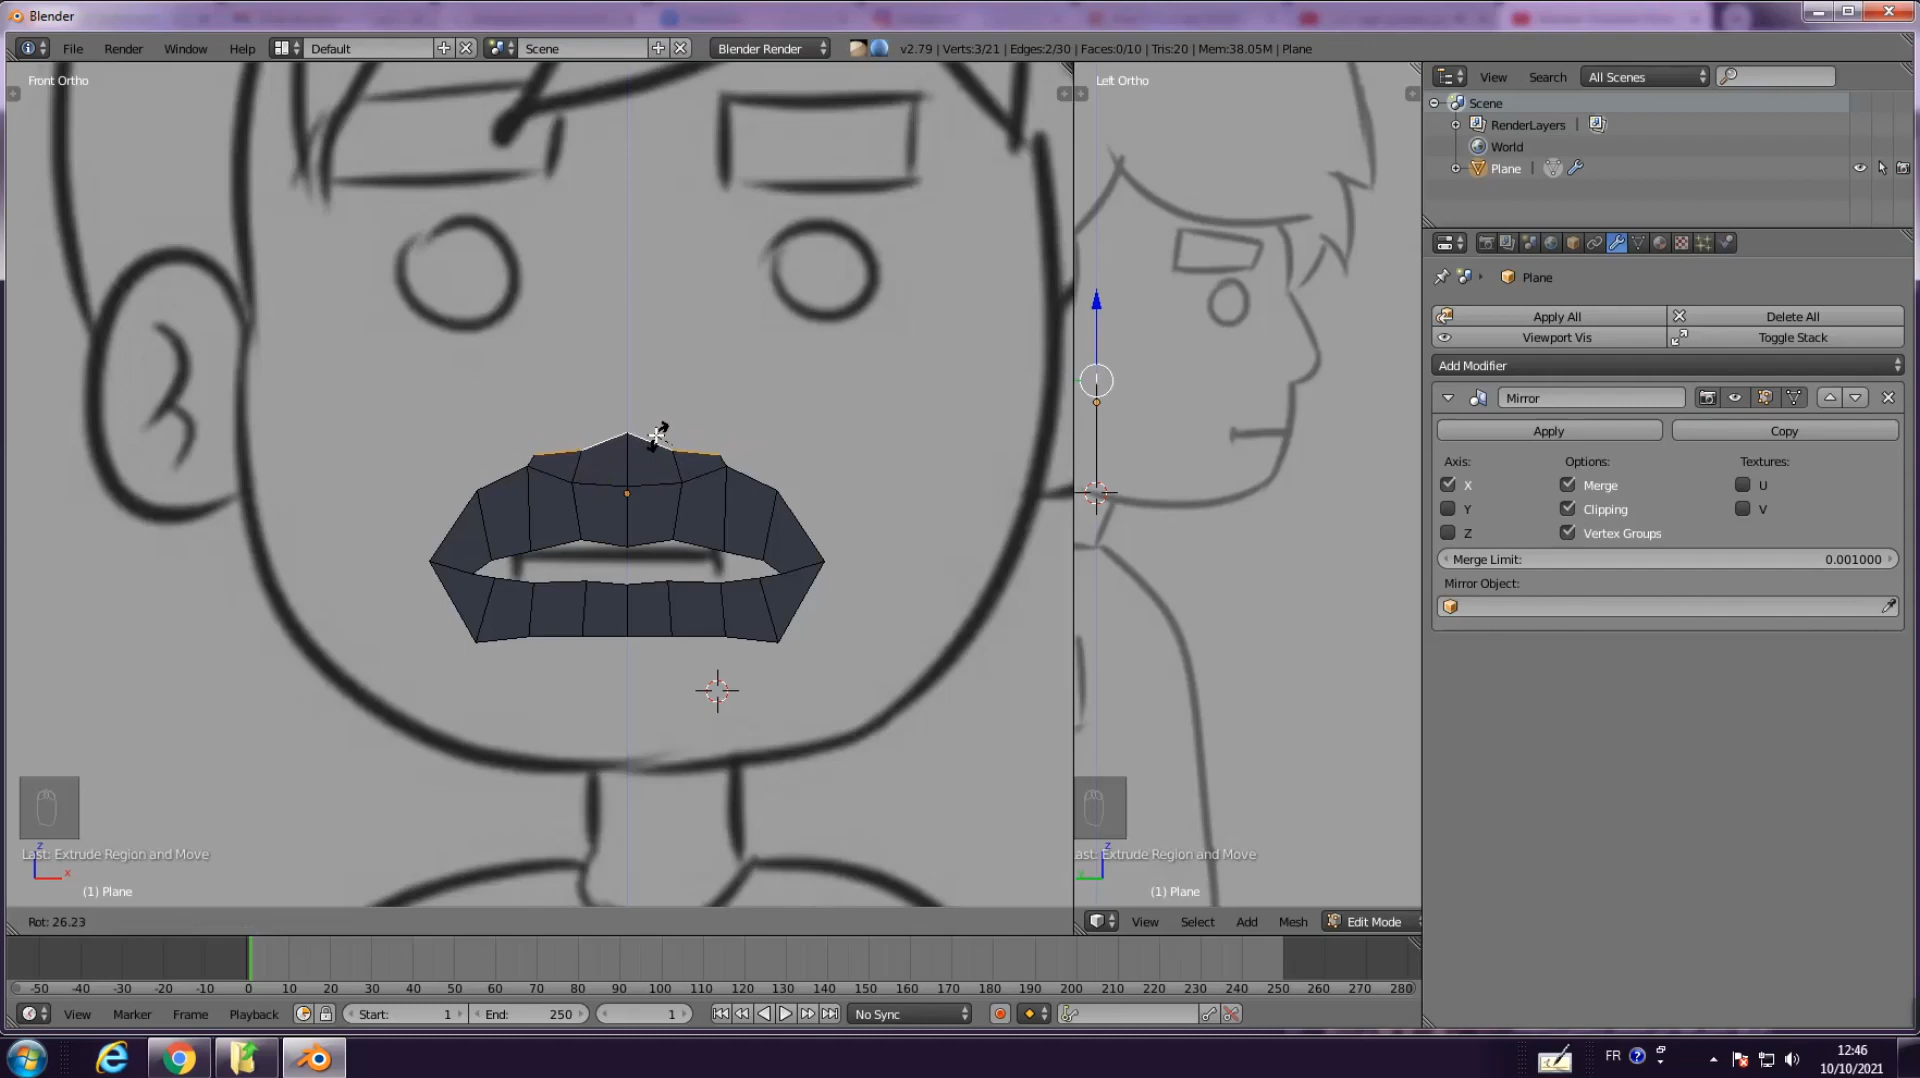 Blender
File Render Window Help Default Scene Blender Render v2.79 | Verts:3/21 | Edges:2/30 | Faces:0/10 | Tris:20 | Mem:38.05M | Plane
Front Ortho
Left Ortho
View Search All Scenes
Scene
RenderLayers
World
Plane
Plane
Apply All Delete All
Viewport Vis Toggle Stack
Add Modifier
Mirror
Apply Copy
Axis: Options: Textures:
X Merge U
Y Clipping V
Z Vertex Groups
Merge Limit: 0.001000
Mirror Object:
z
x
Last: Extrude Region and Move
(1) Plane
z
y
ast: Extrude Region and Move
(1) Plane
Rot: 26.23
View Select Add Mesh Edit Mode
-50 -40 -30 -20 -10 0 10 20 30 40 50 60 70 80 90 100 110 120 130 140 150 160 170 180 190 200 210 220 230 240 250 260 270 280
View Marker Frame Playback Start: 1 End: 250 1 No Sync
FR
12:46
10/10/2021